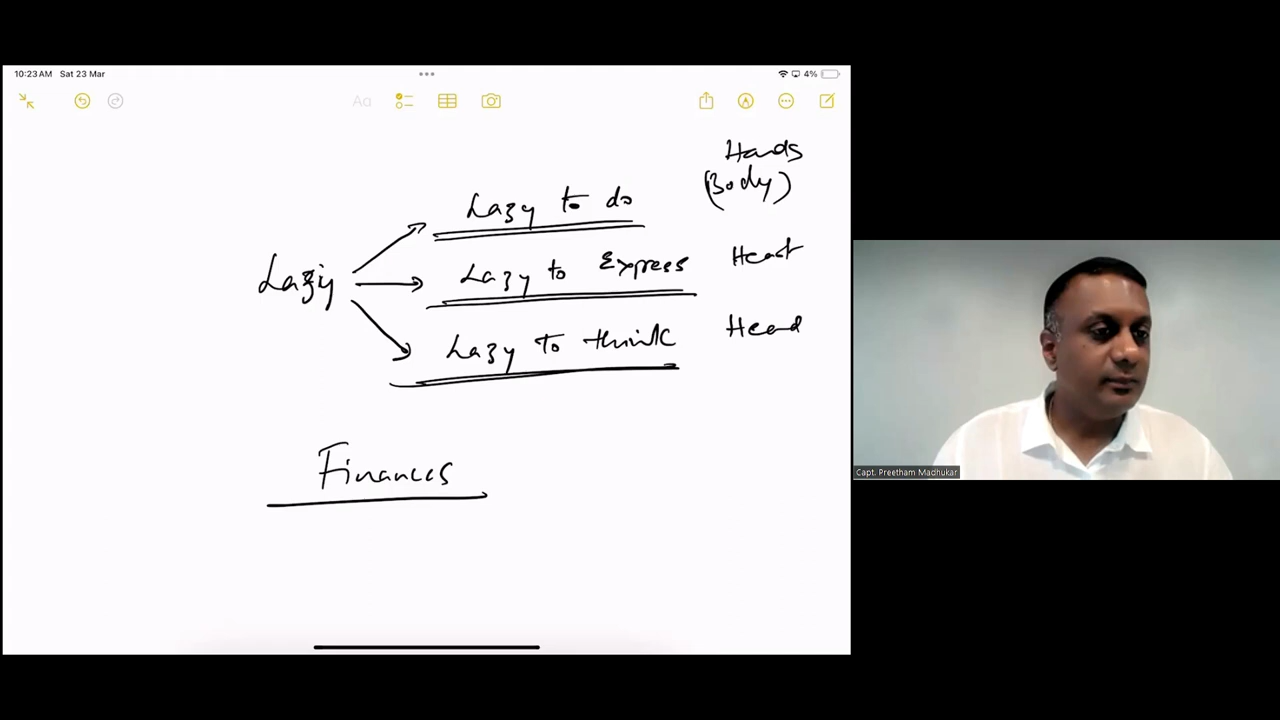 10:23 AM Sat 23 Mar
4%
Aa
Hands
(Body)
Lazy to do
Lazy to Express Heart
Lazy
Lazy to think Head
Finances
Capt. Preetham Madhukar